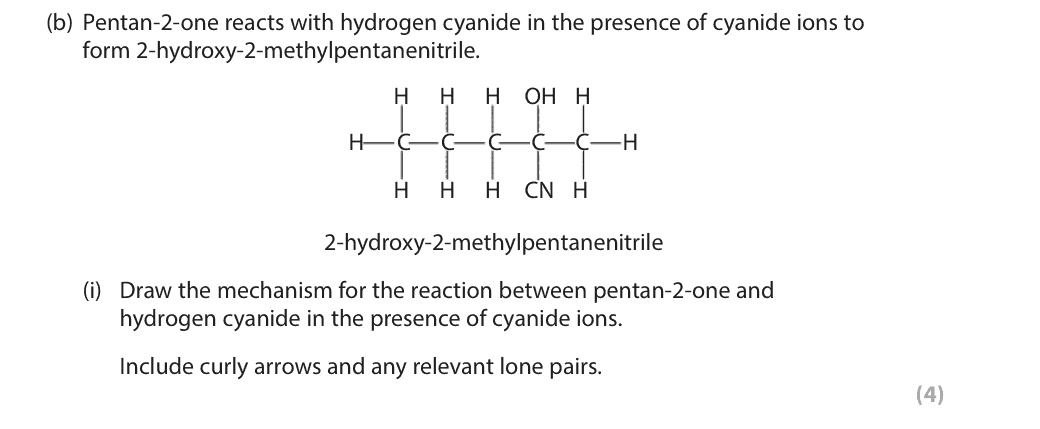 (b) Pentan-2-one reacts with hydrogen cyanide in the presence of cyanide ions to
form 2-hydroxy-2-methylpentanenitrile.
H H H OH H
H C C C C C H
H H H CN H
2-hydroxy-2-methylpentanenitrile
(i) Draw the mechanism for the reaction between pentan-2-one and
hydrogen cyanide in the presence of cyanide ions.
Include curly arrows and any relevant lone pairs.
(4)